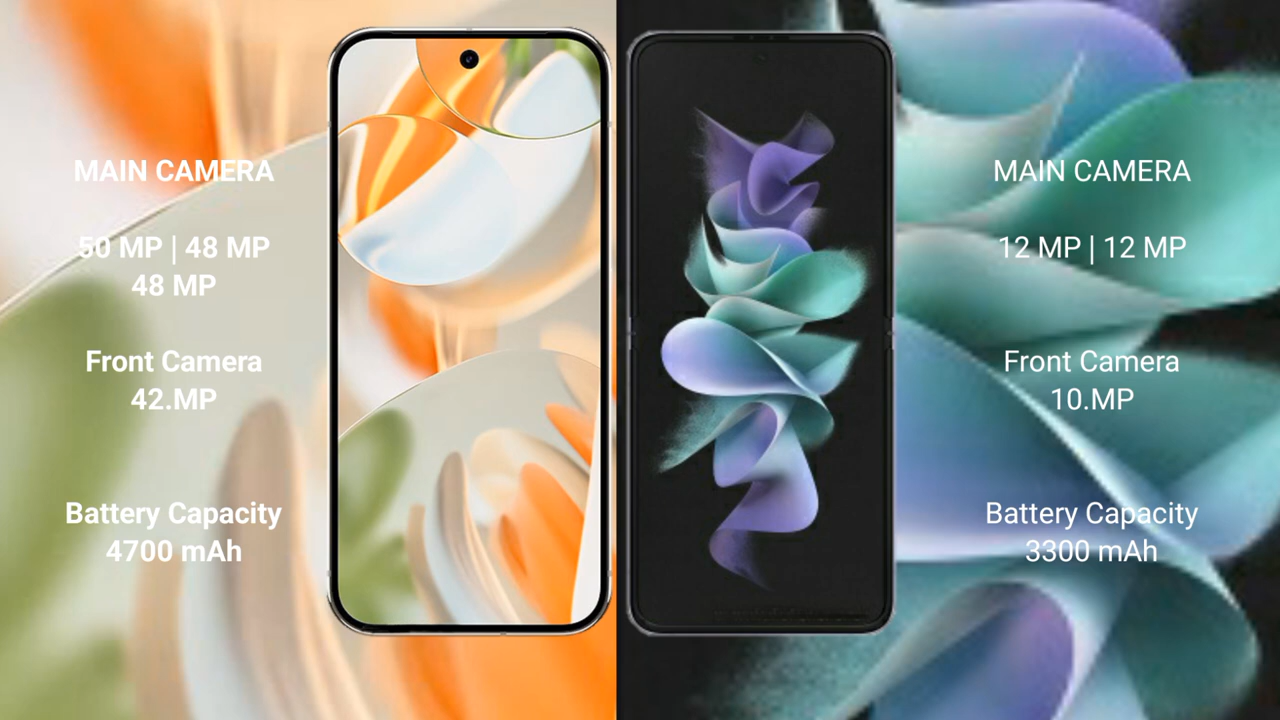 MAIN CAMERA
50 MP | 48 MP
48 MP
Front Camera
42.MP
Battery Capacity
4700 mAh
MAIN CAMERA
12 MP | 12 MP
Front Camera
10.MP
Battery Capacity
3300 mAh